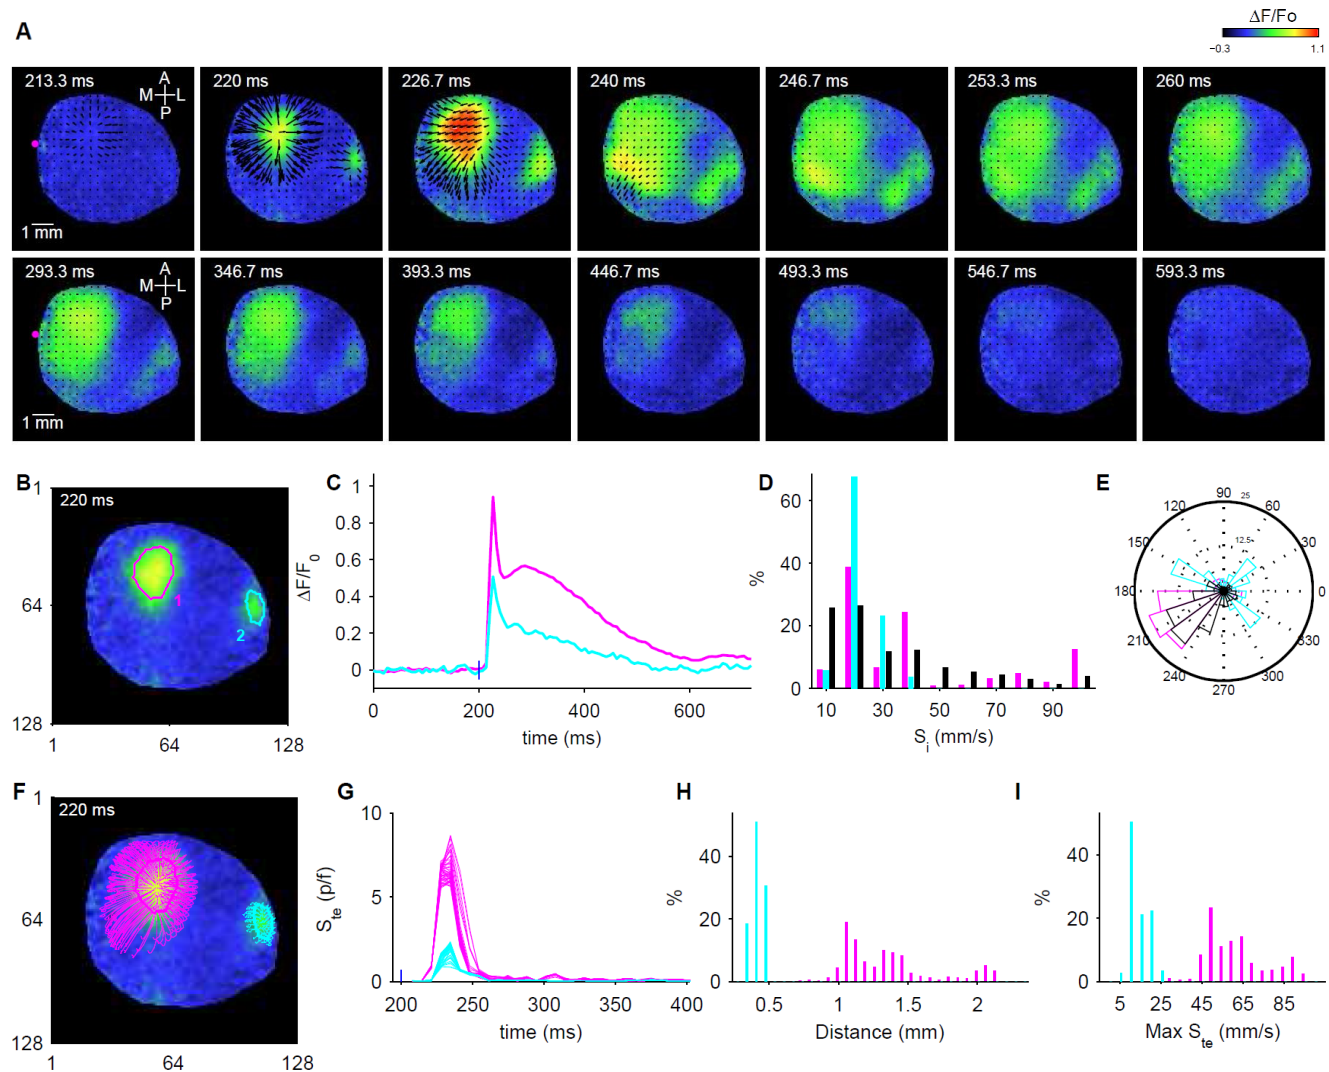 A
ΔF/Fo
−0.3 1.1
213.3 ms 220 ms 226.7 ms 240 ms 246.7 ms 253.3 ms 260 ms
A
M L
P
1 mm
293.3 ms 346.7 ms 393.3 ms 446.7 ms 493.3 ms 546.7 ms 593.3 ms
A
M L
P
1 mm
B
220 ms
1
64
128
1 64 128
1
2
C
ΔF/F0
1
0.8
0.6
0.4
0.2
0
0 200 400 600
time (ms)
D
%
60
40
20
0
10 30 50 70 90
Si (mm/s)
E
90
25
120 60
12.5
150 30
180 0
210 330
240 300
270
F
220 ms
1
64
128
1 64 128
G
Ste (p/f)
10
5
0
200 250 300 350 400
time (ms)
H
%
40
20
0
0.5 1 1.5 2
Distance (mm)
I
%
40
20
0
5 25 45 65 85
Max Ste (mm/s)